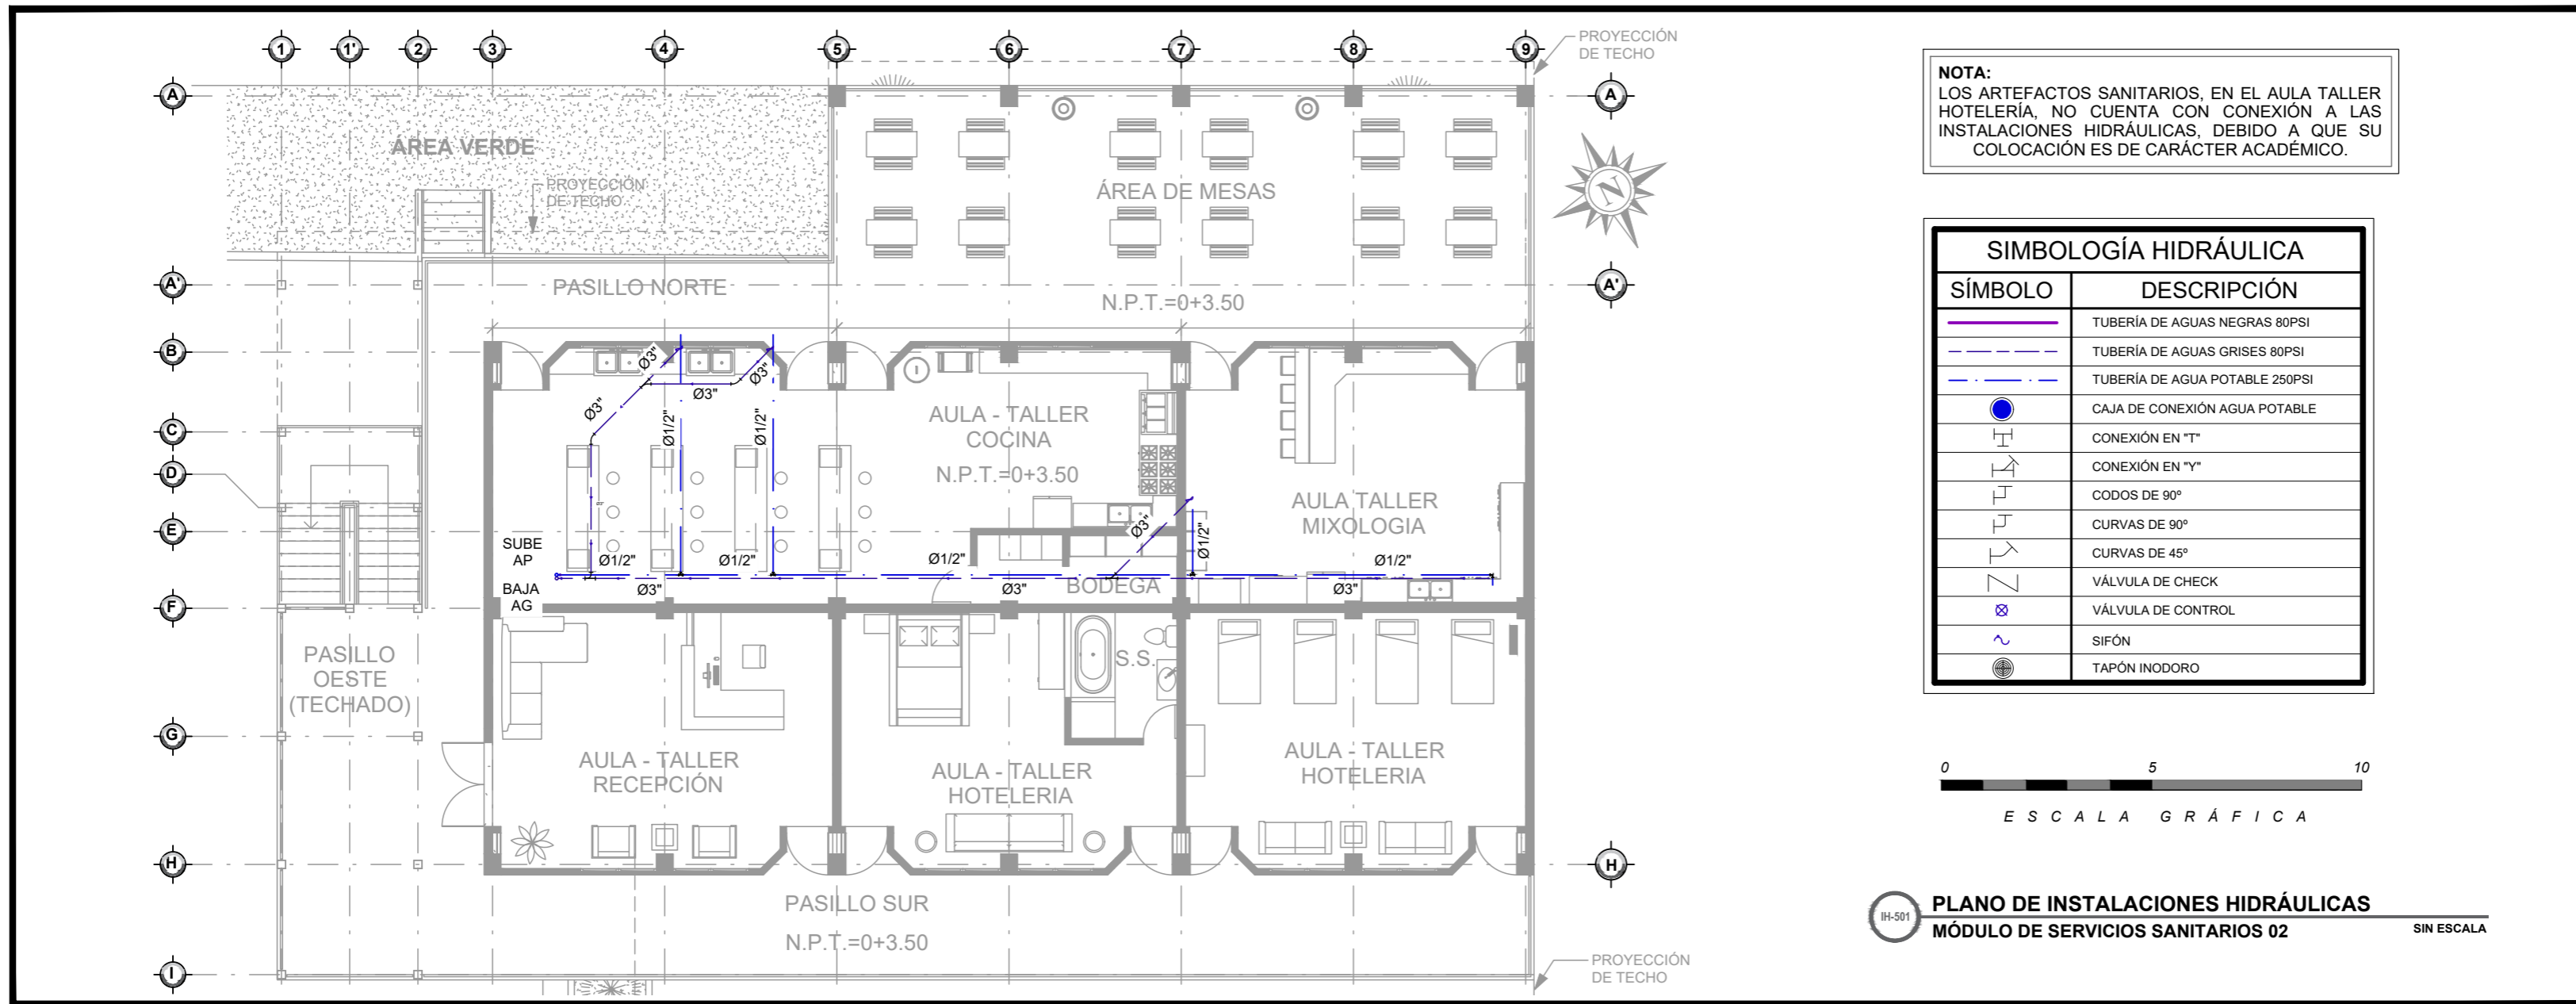 1 1' 2 3 4 5 6 7 8 9
PROYECCIÓN
DE TECHO
A
A
ÁREA VERDE
PROYECCIÓN
DE TECHO
ÁREA DE MESAS
N
A'
A'
PASILLO NORTE
N.P.T.=0+3.50
B
Ø3"
Ø3"
Ø3"
Ø3"
Ø1/2"
Ø1/2"
AULA - TALLER
COCINA
N.P.T.=0+3.50
C
D
AULA TALLER
MIXOLOGIA
E
SUBE
AP
Ø1/2"
Ø1/2"
Ø1/2"
Ø3"
Ø1/2"
Ø1/2"
BAJA
AG
Ø3"
Ø3"
BODEGA
Ø3"
F
PASILLO
OESTE
(TECHADO)
S.S.
G
AULA - TALLER
RECEPCIÓN
AULA - TALLER
HOTELERIA
AULA - TALLER
HOTELERIA
H
H
PASILLO SUR
N.P.T.=0+3.50
I
PROYECCIÓN
DE TECHO
NOTA:
LOS ARTEFACTOS SANITARIOS, EN EL AULA TALLER
HOTELERÍA, NO CUENTA CON CONEXIÓN A LAS
INSTALACIONES HIDRÁULICAS, DEBIDO A QUE SU
COLOCACIÓN ES DE CARÁCTER ACADÉMICO.
SIMBOLOGÍA HIDRÁULICA
SÍMBOLO DESCRIPCIÓN
TUBERÍA DE AGUAS NEGRAS 80PSI
TUBERÍA DE AGUAS GRISES 80PSI
TUBERÍA DE AGUA POTABLE 250PSI
CAJA DE CONEXIÓN AGUA POTABLE
CONEXIÓN EN "T"
CONEXIÓN EN "Y"
CODOS DE 90º
CURVAS DE 90º
CURVAS DE 45º
VÁLVULA DE CHECK
VÁLVULA DE CONTROL
SIFÓN
TAPÓN INODORO
0 5 10
ESCALA GRÁFICA
IH-501
PLANO DE INSTALACIONES HIDRÁULICAS
MÓDULO DE SERVICIOS SANITARIOS 02
SIN ESCALA